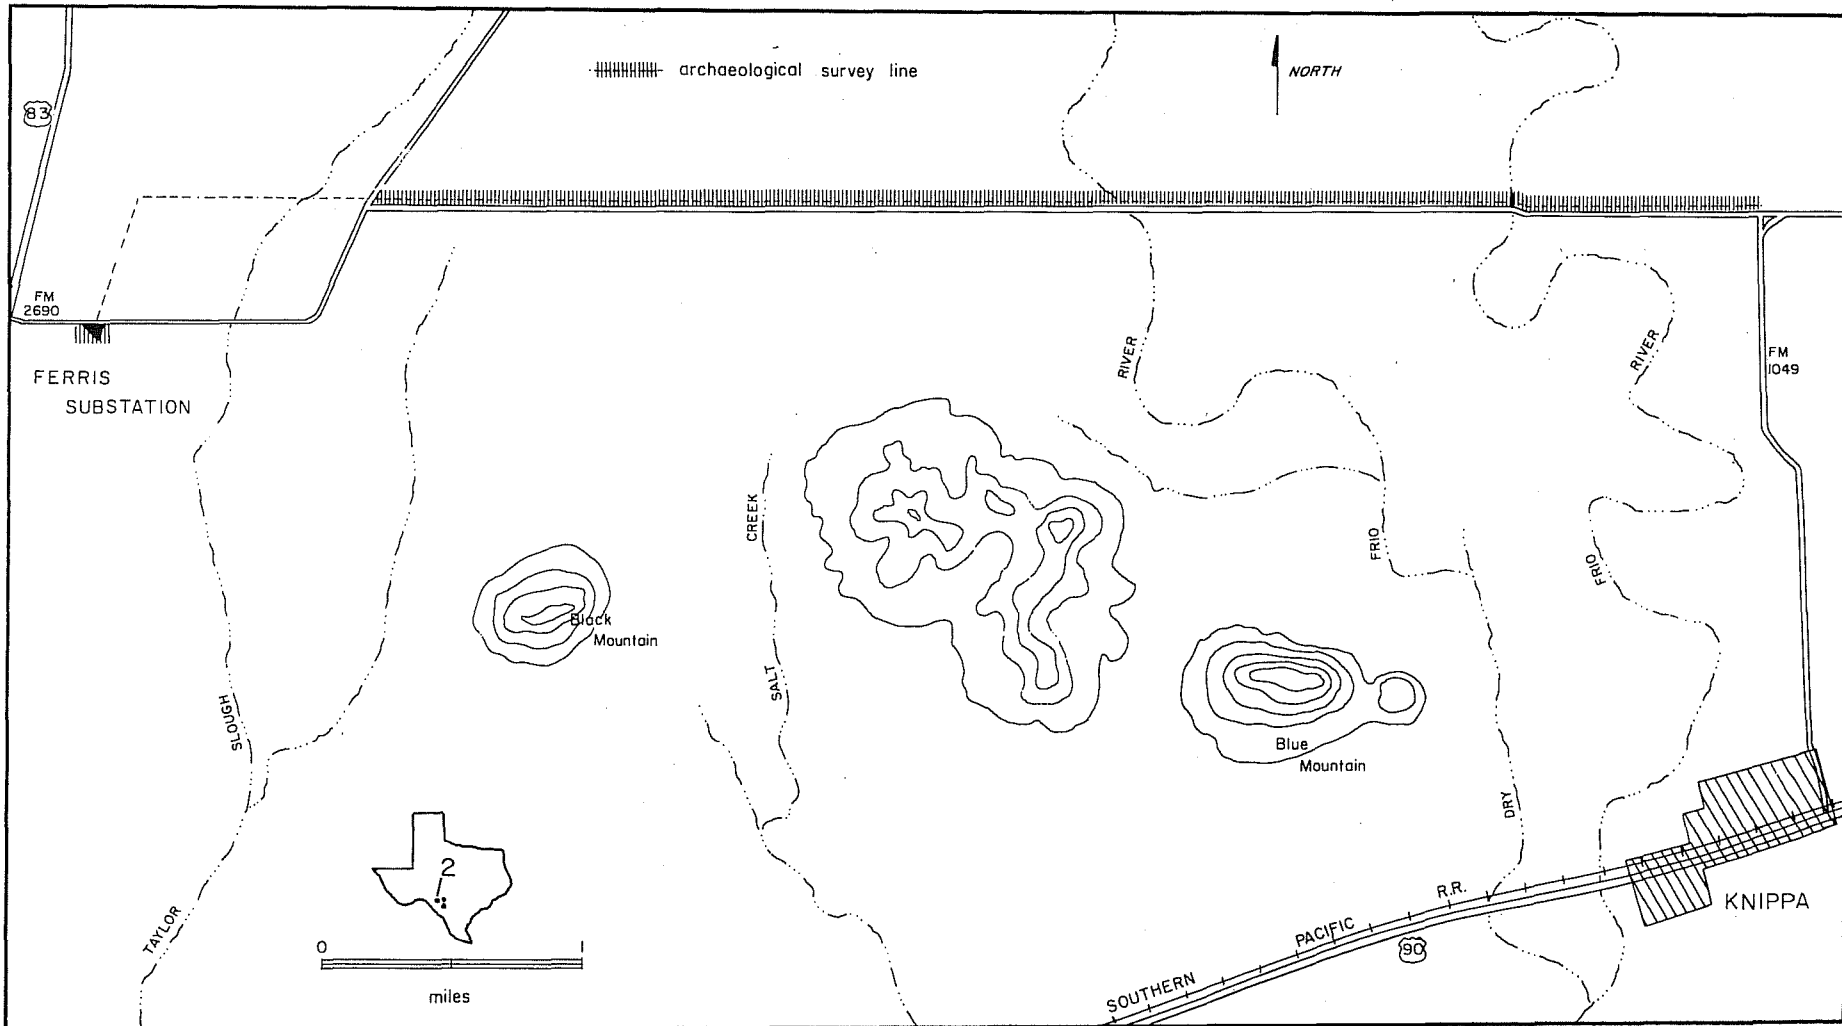 archaeological survey line
NORTH
83
FM
2690
FERRIS
SUBSTATION
RIVER
RIVER
FM
1049
CREEK
FRIO
FRIO
Black
Mountain
SALT
SLOUGH
Blue
Mountain
DRY
2
TAYLOR
0 1
miles
R.R.
PACIFIC
90
SOUTHERN
KNIPPA